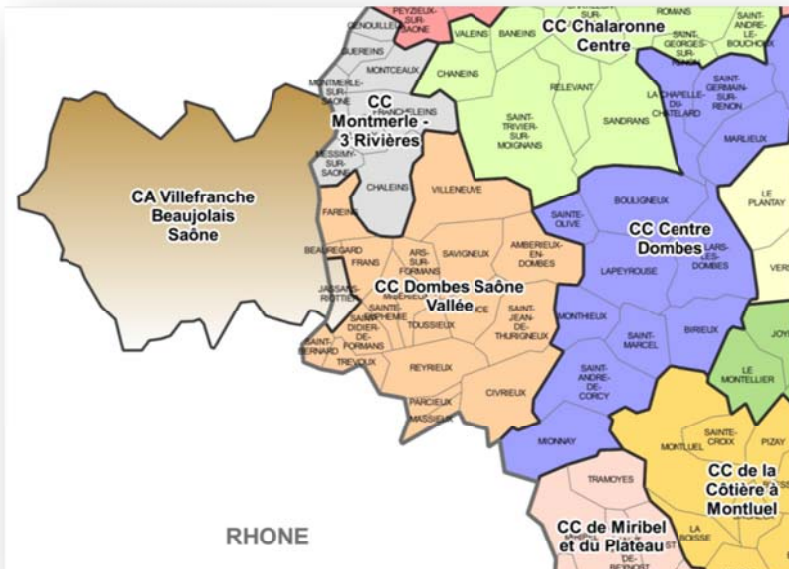 PEYZIEUX-
SUR-
SAONE
GENOUILLEUX
VALEINS
BANEINS
CC Chalaronne
Centre
ROMANS
SAINT-
ANDRE-
LE-
BOUCHOUX
SAINT-
GEORGES-
SUR-
RENON
GUEREINS
MONTCEAUX
CHANEINS
MONTMERLE-
SUR-
SAONE
RELEVANT
LA CHAPELLE-
DU-
CHATELARD
SAINT-
GERMAIN-
SUR-
RENON
CC
Montmerle -
3 Rivières
FRANCHELEINS
SAINT-
TRIVIER-
SUR-
MOIGNANS
SANDRANS
MARLIEUX
MESSIMY-
SUR-
SAONE
CHALEINS
VILLENEUVE
CA Villefranche
Beaujolais
Saône
BOULIGNEUX
LE
PLANTAY
FAREINS
SAINTE-
OLIVE
CC Centre
Dombes
BEAUREGARD
FRANS
ARS-
SUR-
FORMANS
SAVIGNEUX
AMBERIEUX-
EN-
DOMBES
LARS-
LES-
DOMBES
LAPEYROUSE
VERS
JASSANS-
RIOTTIER
CC Dombes Saône
Vallée
MISERIEUX
SAINTE-
EUPHEMIE
SAINT-
DIDIER-
DE-
FORMANS
TOUSSIEUX
SAINT-
JEAN-
DE-
THURIGNEUX
MONTHIEUX
SAINT-
MARCEL
BIRIEUX
JOY
SAINT-
BERNARD
TREVOUX
REYRIEUX
SAINT-
ANDRE-
DE-
CORCY
LE
MONTELLIER
CIVRIEUX
PARCIEUX
MASSIEUX
MIONNAY
MONTLUEL
SAINTE-
CROIX
PIZAY
TRAMOYES
CC de la
Côtière à
Montluel
LA
BOISSE
CC de Miribel
et du Plateau
DE-
BEYNOST
RHONE